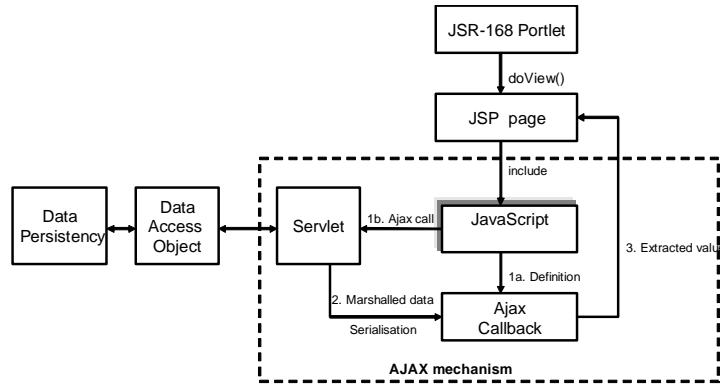 JSR-168 Portlet
doView()
JSP page
include
Data
Persistency
Data
Access
Object
Servlet
1b. Ajax call
JavaScript
3. Extracted valu
1a. Definition
2. Marshalled data
Serialisation
Ajax
Callback
AJAX mechanism